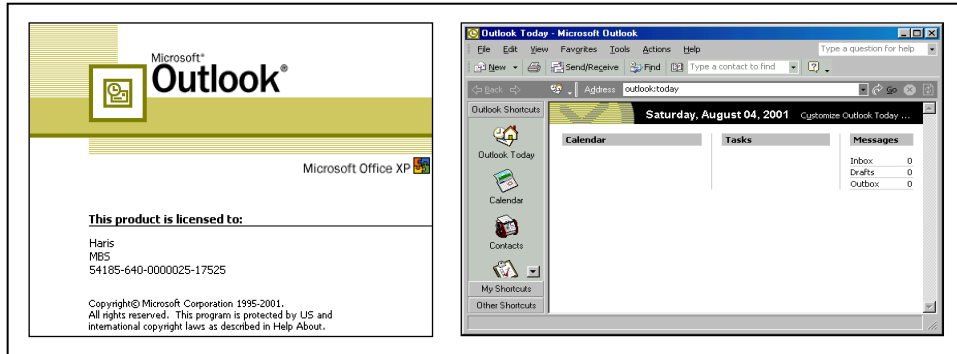 Microsoft®
Outlook®
Microsoft Office XP
This product is licensed to:
Haris
MBS
54185-640-0000025-17525
Copyright© Microsoft Corporation 1995-2001.
All rights reserved. This program is protected by US and
international copyright laws as described in Help About.
Outlook Today - Microsoft Outlook
File Edit View Favorites Tools Actions Help Type a question for help
New Send/Receive Find Type a contact to find
Back Address outlook:today Go
Outlook Shortcuts
Outlook Today
Calendar
Contacts
My Shortcuts
Other Shortcuts
Saturday, August 04, 2001 Customize Outlook Today ...
Calendar Tasks Messages
Inbox 0
Drafts 0
Outbox 0